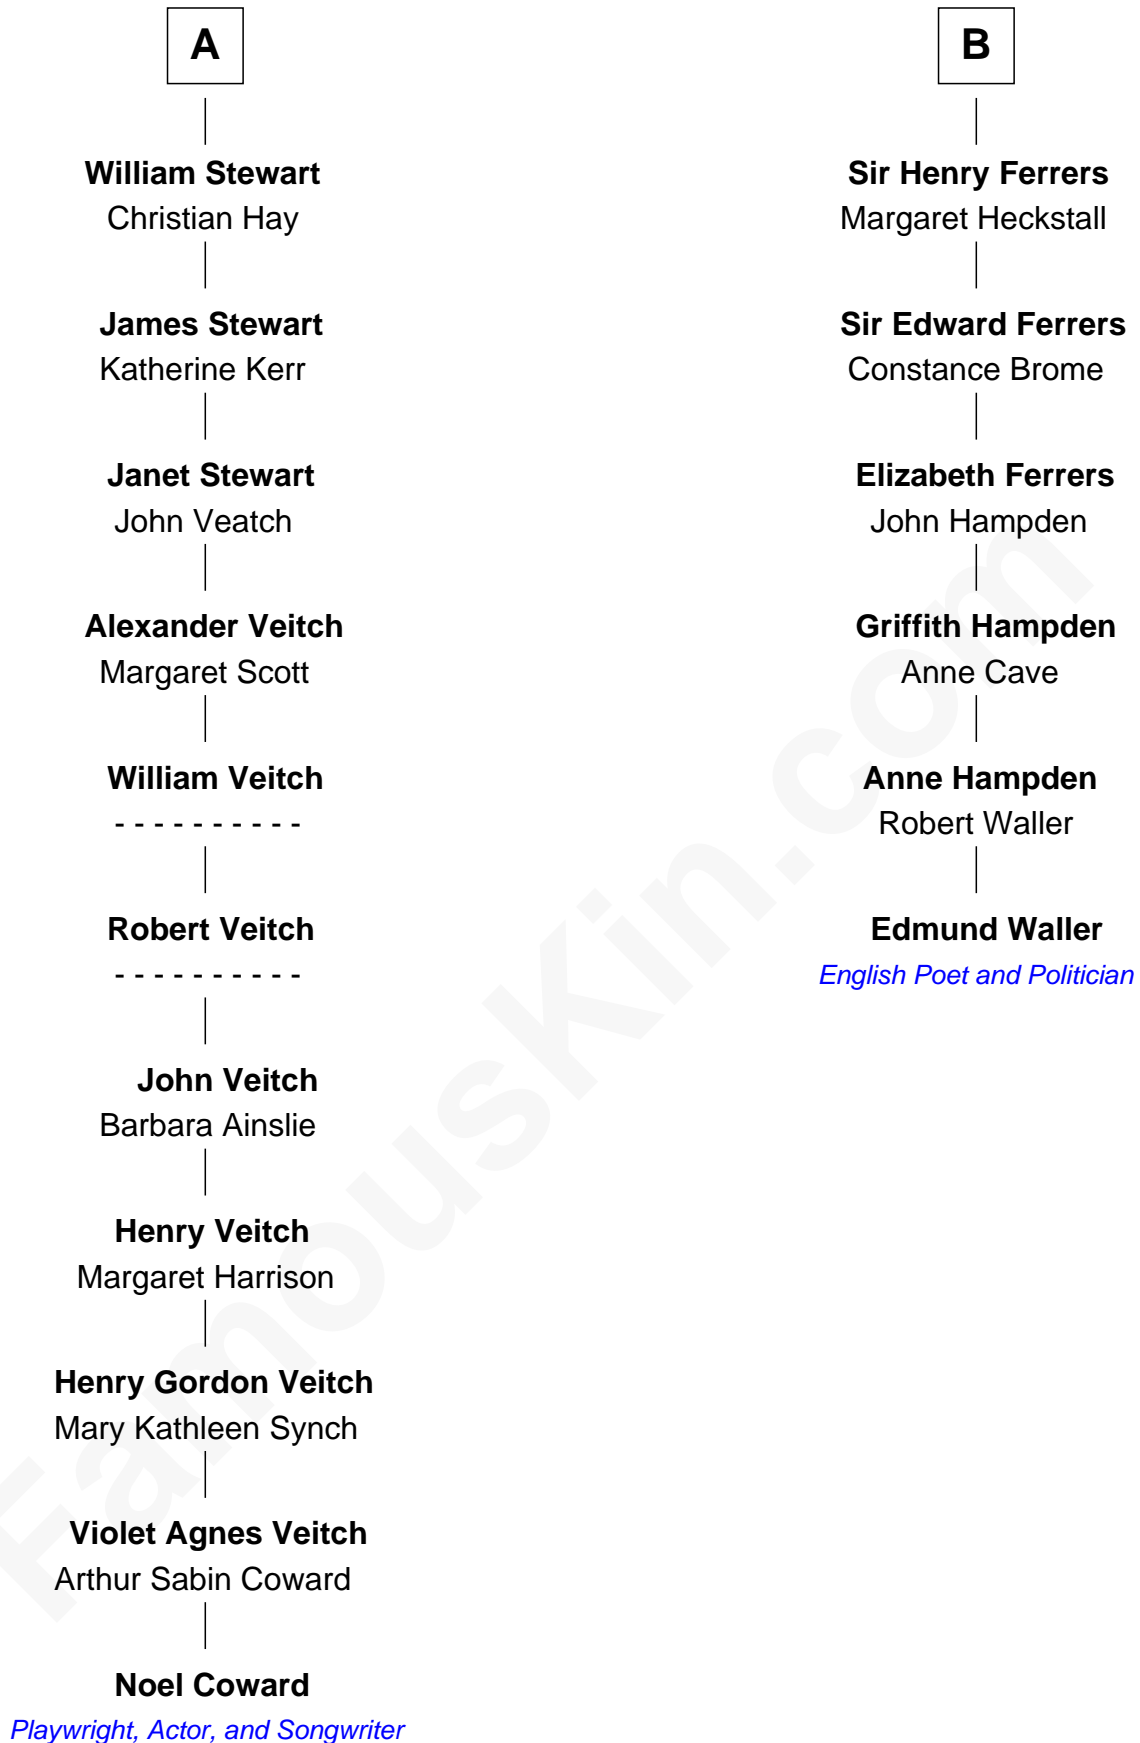 A
William Stewart
Christian Hay
James Stewart
Katherine Kerr
Janet Stewart
John Veatch
Alexander Veitch
Margaret Scott
William Veitch
- - - - - - - - - -
Robert Veitch
- - - - - - - - - -
John Veitch
Barbara Ainslie
Henry Veitch
Margaret Harrison
Henry Gordon Veitch
Mary Kathleen Synch
Violet Agnes Veitch
Arthur Sabin Coward
Noel Coward
Playwright, Actor, and Songwriter
B
Sir Henry Ferrers
Margaret Heckstall
Sir Edward Ferrers
Constance Brome
Elizabeth Ferrers
John Hampden
Griffith Hampden
Anne Cave
Anne Hampden
Robert Waller
Edmund Waller
English Poet and Politician
FamousKin.com